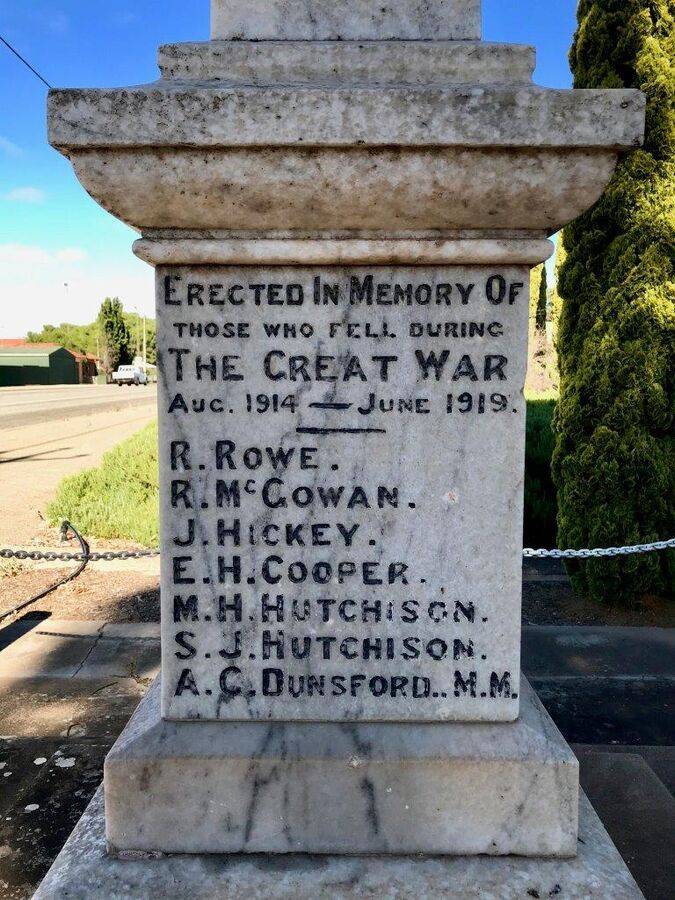 ERECTED IN MEMORY OF
THOSE WHO FELL DURING
THE GREAT WAR
AUG. 1914 — JUNE 1919.
R. ROWE.
R. McGOWAN.
J. HICKEY.
E. H. COOPER.
M. H. HUTCHISON.
S. J. HUTCHISON.
A. C. DUNSFORD.. M.M.